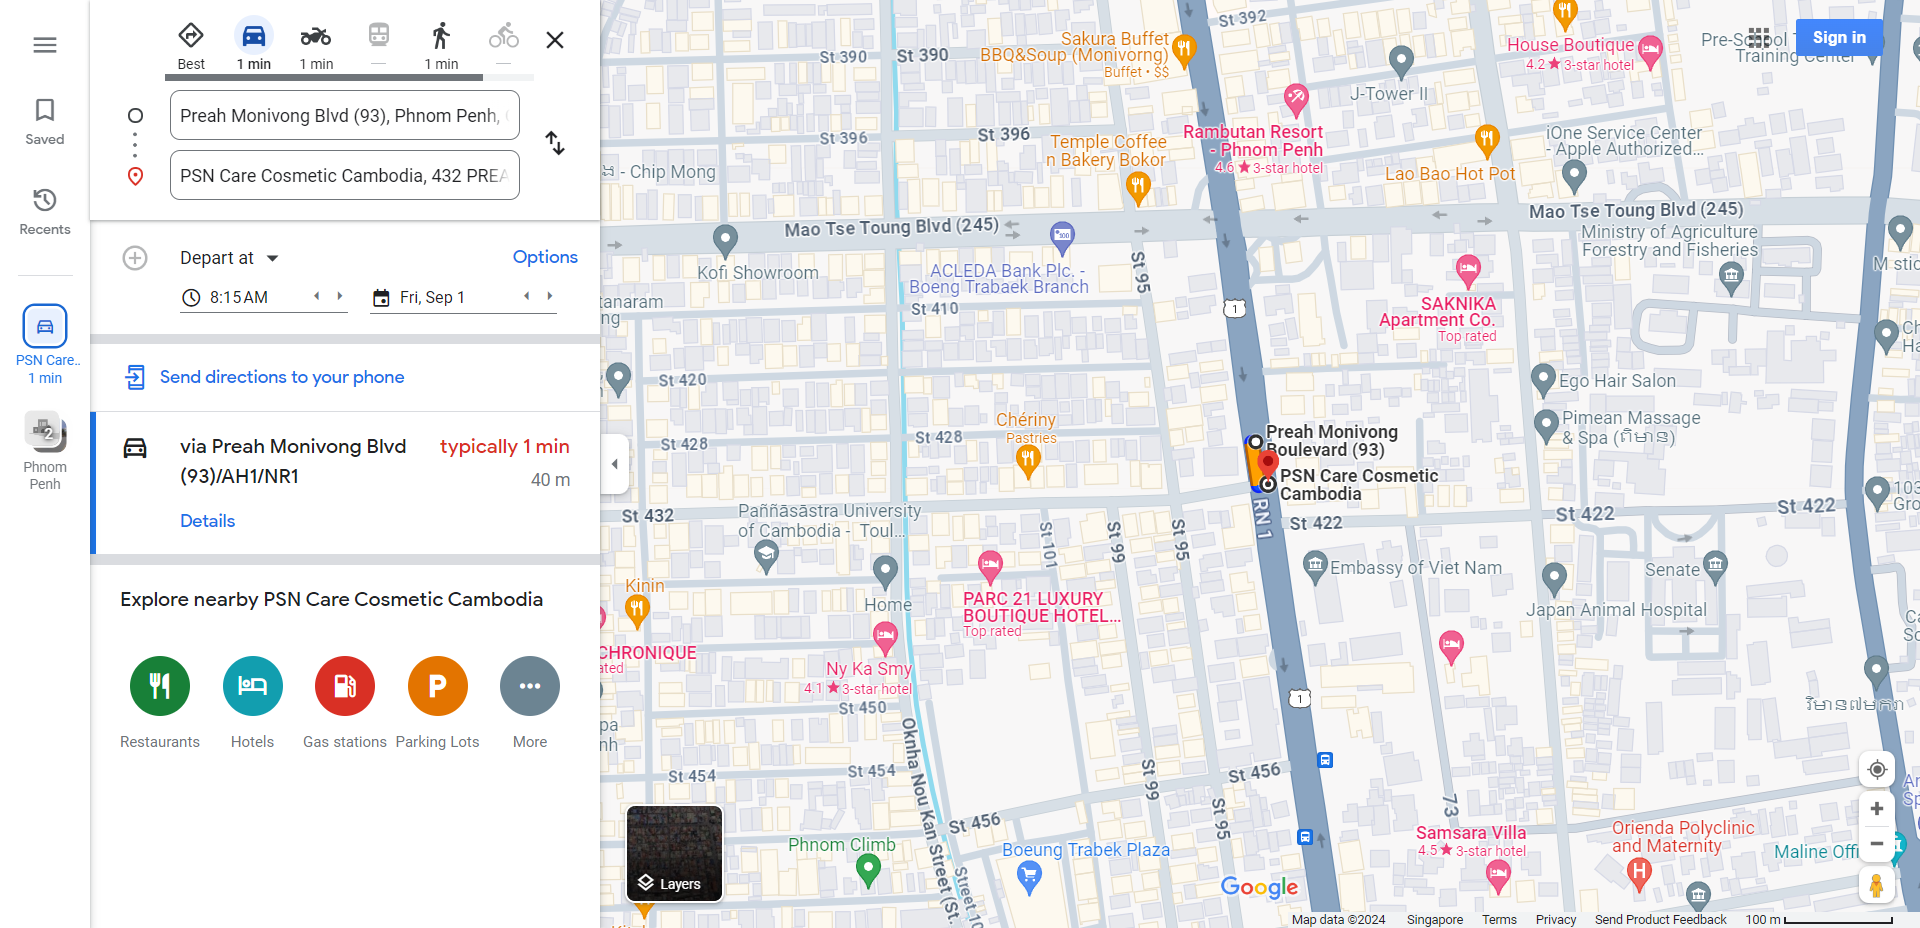 Saved
Recents
PSN Care..
1 min
2
Phnom
Penh
Best
1 min
1 min
—
1 min
—
Preah Monivong Blvd (93), Phnom Penh,
PSN Care Cosmetic Cambodia, 432 PREA
Depart at
Options
8:15 AM
Fri, Sep 1
Send directions to your phone
via Preah Monivong Blvd
(93)/AH1/NR1
typically 1 min
40 m
Details
Explore nearby PSN Care Cosmetic Cambodia
Restaurants
Hotels
Gas stations
P
Parking Lots
More
St 392
St 390
St 390
Sakura Buffet
BBQ&Soup (Monivorng)
Buffet • $$
House Boutique
4.2★3-star hotel
Sign in
J-Tower II
Rambutan Resort
- Phnom Penh
4.6★3-star hotel
St 396
St 396
Temple Coffee
n Bakery Bokor
iOne Service Center
- Apple Authorized...
Lao Bao Hot Pot
- Chip Mong
Mao Tse Toung Blvd (245)
Mao Tse Toung Blvd (245)
Ministry of Agriculture
Forestry and Fisheries
Kofi Showroom
ACLEDA Bank Plc. -
Boeng Trabaek Branch
St 95
St 410
tanaram
ng
1
SAKNIKA
Apartment Co.
Top rated
St 420
Ego Hair Salon
Chériny
Pastries
St 428
St 428
Pimean Massage
& Spa (ពិមាន)
Preah Monivong
Boulevard (93)
PSN Care Cosmetic
Cambodia
RN 1
St 432
St 422
St 422
St 422
Paññāsāstra University
of Cambodia - Toul...
St 101
St 99
St 95
Embassy of Viet Nam
Senate
Japan Animal Hospital
Kinin
Home
PARC 21 LUXURY
BOUTIQUE HOTEL...
Top rated
CHRONIQUE
ated
Ny Ka Smy
4.1★3-star hotel
St 450
1
Oknha Nou Kan Street (St.
St 454
St 454
St 99
St 95
St 456
St 456
73
Samsara Villa
4.5★3-star hotel
Orienda Polyclinic
and Maternity
H
Maline Offi
Phnom Climb
Boeung Trabek Plaza
Street 10
Layers
Google
Map data ©2024
Singapore
Terms
Privacy
Send Product Feedback
100 m